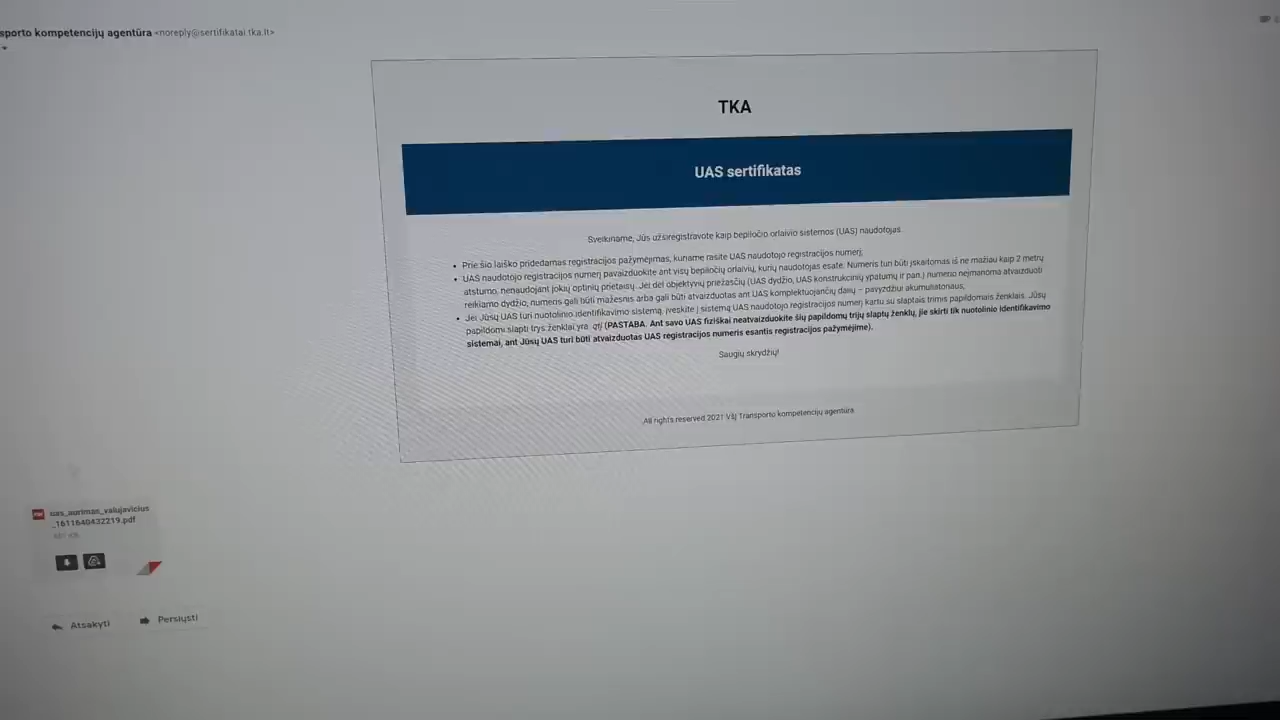 sporto kompetencijų agentūra <noreply@sertifikatai.tka.lt>
TKA
UAS sertifikatas
Sveikiname, Jūs užsiregistravote kaip bepiločio orlaivio sistemos (UAS) naudotojas.
• Prie šio laiško pridedamas registracijos pažymėjimas, kuriame rasite UAS naudotojo registracijos numerį;
• UAS naudotojo registracijos numerį pavaizduokite ant visų bepiločių orlaivių, kurių naudotojas esate. Numeris turi būti įskaitomas iš ne mažiau kaip 2 metrų
atstumo, nenaudojant jokių optinių prietaisų. Jei dėl objektyvių priežasčių (UAS dydžio, UAS konstrukcinių ypatumų ir pan.) numerio neįmanoma atvaizduoti
reikiamo dydžio, numeris gali būti mažesnis arba gali būti atvaizduotas ant UAS komplektuojančių dalių – pavyzdžiui akumuliatoriaus;
• Jei Jūsų UAS turi nuotolinio identifikavimo sistemą, įveskite į sistemą UAS naudotojo registracijos numerį kartu su slaptais trimis papildomais ženklais. Jūsų
papildomi slapti trys ženklai yra: qtj (PASTABA. Ant savo UAS fiziškai neatvaizduokite šių papildomų trijų slaptų ženklų, jie skirti tik nuotolinio identifikavimo
sistemai, ant Jūsų UAS turi būti atvaizduotas UAS registracijos numeris esantis registracijos pažymėjime).
Saugių skrydžių!
All rights reserved 2021 VšĮ Transporto kompetencijų agentūra
uas_aurimas_valujavicius
_1611640432219.pdf
Atsakyti
Persiųsti